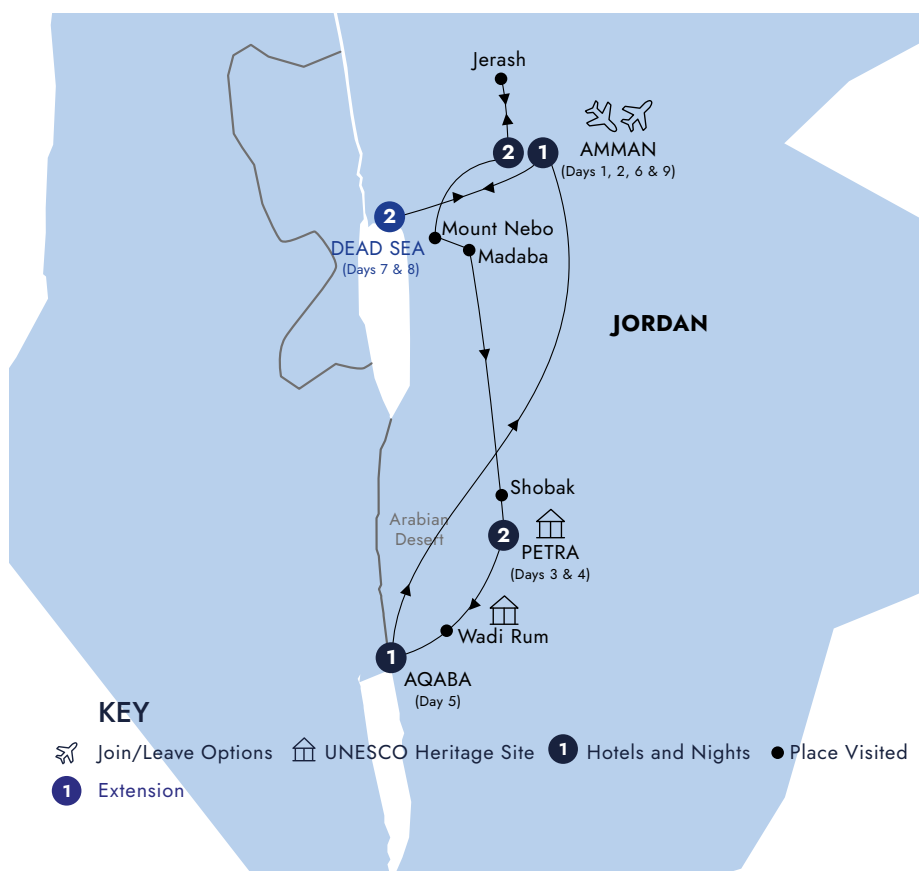 Jerash
2
1
AMMAN
(Days 1, 2, 6 & 9)
2
DEAD SEA
(Days 7 & 8)
Mount Nebo
Madaba
JORDAN
Shobak
Arabian
Desert
2
PETRA
(Days 3 & 4)
Wadi Rum
1
AQABA
(Day 5)
KEY
Join/Leave Options
UNESCO Heritage Site
1 Hotels and Nights
Place Visited
1 Extension